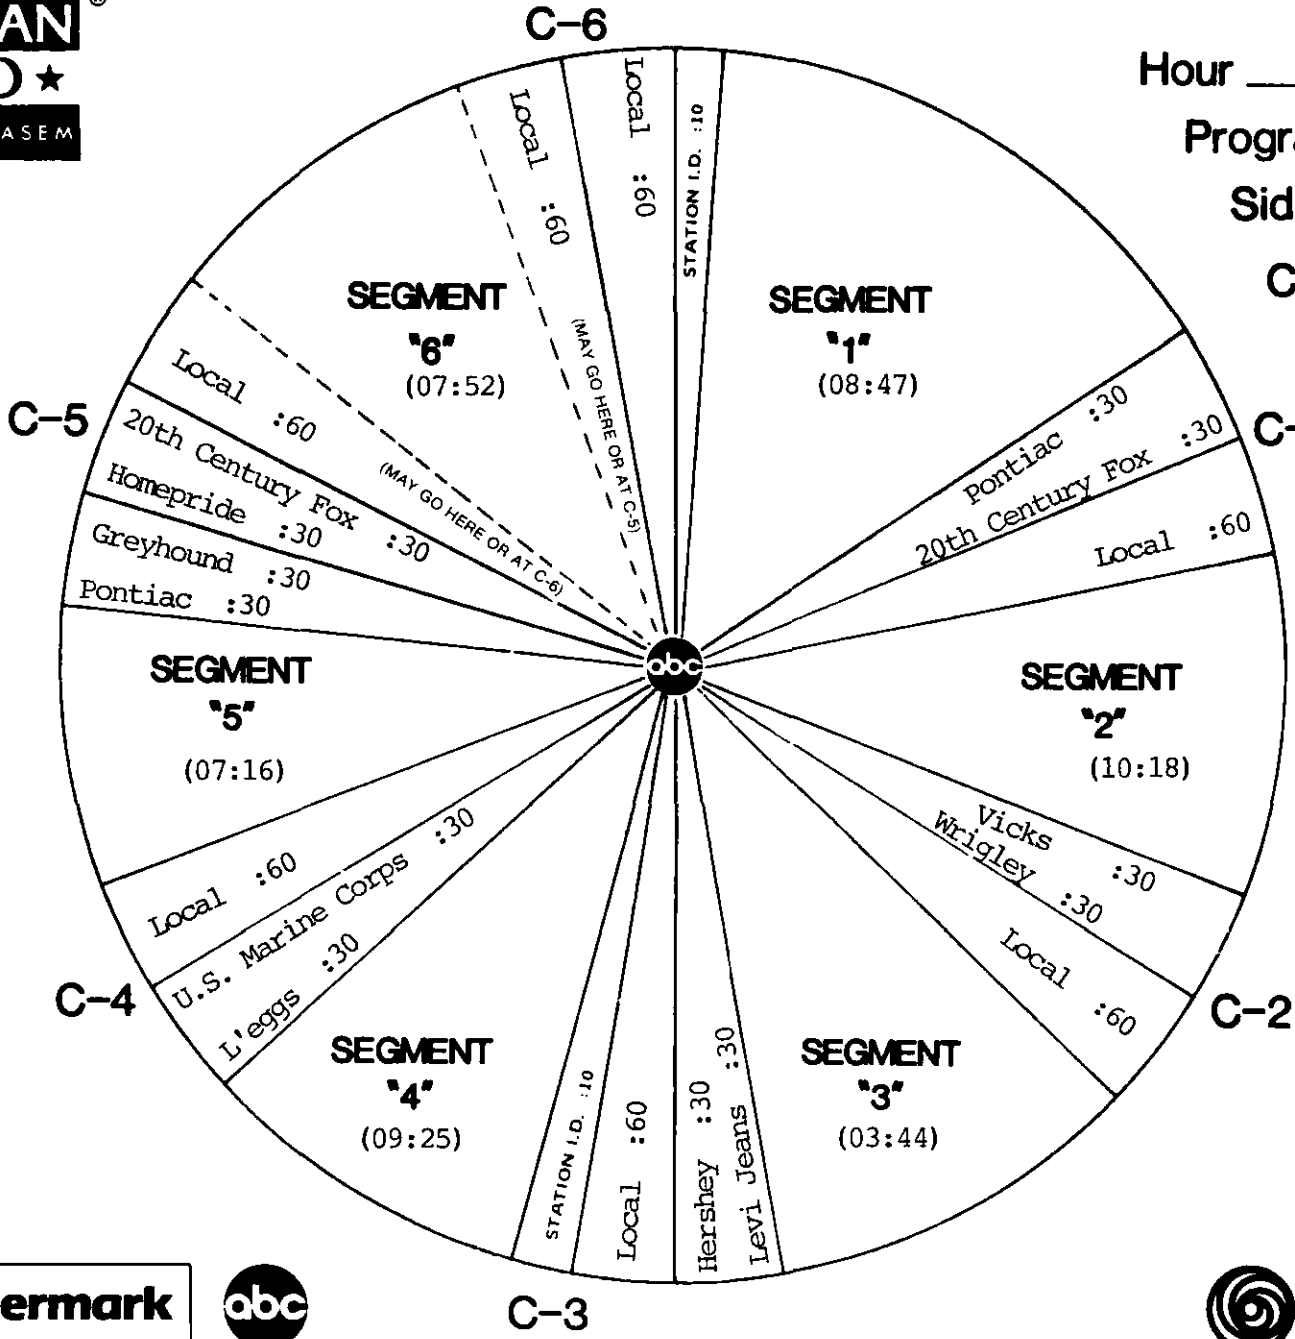 AN ®
★
ASEM
Hour
C-6
Local :60
STATION I.D. :10
SEGMENT
"1"
(08:47)
Pontiac :30
20th Century Fox :30
Local :60
SEGMENT
"2"
(10:18)
Vicks :30
Wrigley :30
Local :60
C-2
SEGMENT
"3"
(03:44)
Levi Jeans :30
Hershey :30
Local :60
STATION I.D. :10
C-3
SEGMENT
"4"
(09:25)
L'eggs :30
U.S. Marine Corps :30
Local :60
C-4
SEGMENT
"5"
(07:16)
Pontiac :30
Greyhound :30
Homepride :30
20th Century Fox :30
C-5
Local :60
(MAY GO HERE OR AT C-6)
SEGMENT
"6"
(07:52)
Local :60
(MAY GO HERE OR AT C-5)
abc
ermark
abc